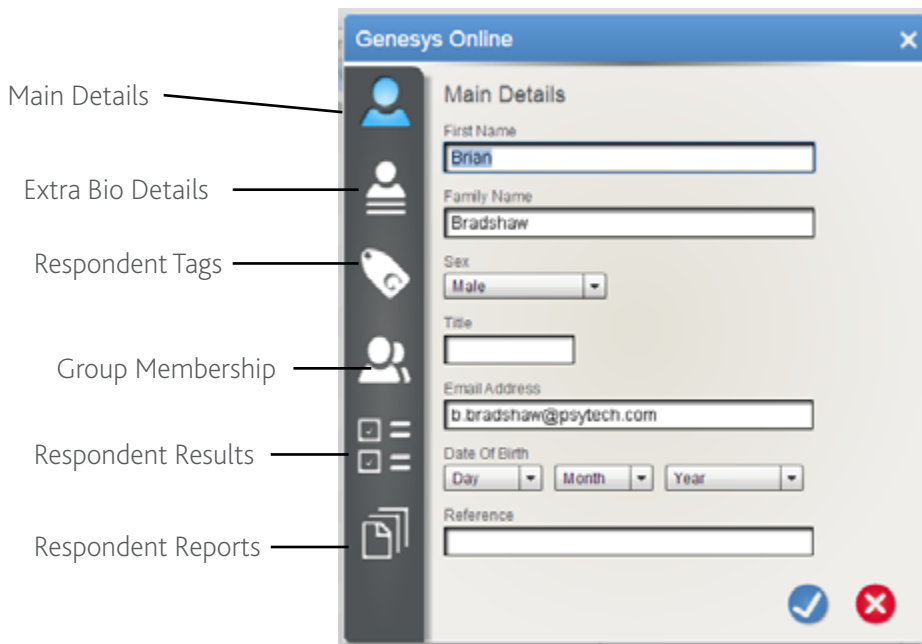 Genesys Online
Main Details
Main Details
First Name
Brian
Extra Bio Details
Family Name
Bradshaw
Respondent Tags
Sex
Male
Title
Group Membership
Email Address
b.bradshaw@psytech.com
Respondent Results
Date Of Birth
Day Month Year
Reference
Respondent Reports